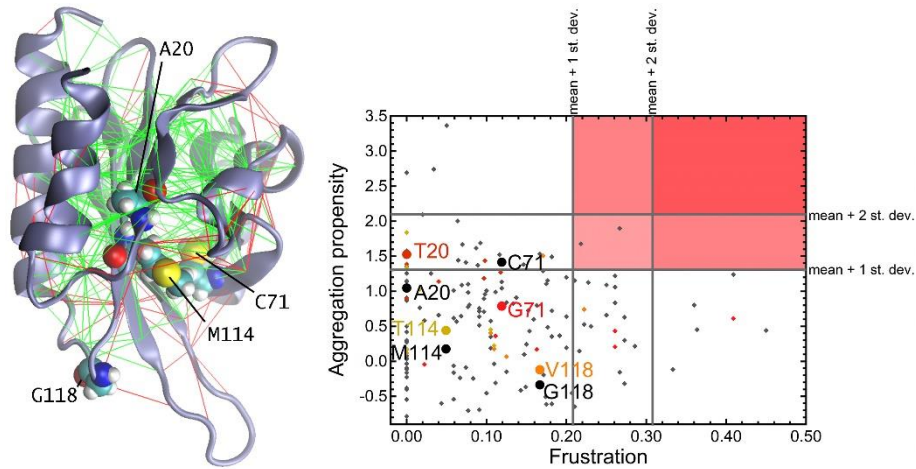 A20
C71
M114
G118
mean + 1 st. dev.
mean + 2 st. dev.
3.5
3.0
2.5
2.0
1.5
1.0
0.5
0.0
-0.5
Aggregation propensity
mean + 2 st. dev.
mean + 1 st. dev.
T20
C71
A20
G71
T114
M114
V118
G118
0.00
0.10
0.20
0.30
0.40
0.50
Frustration